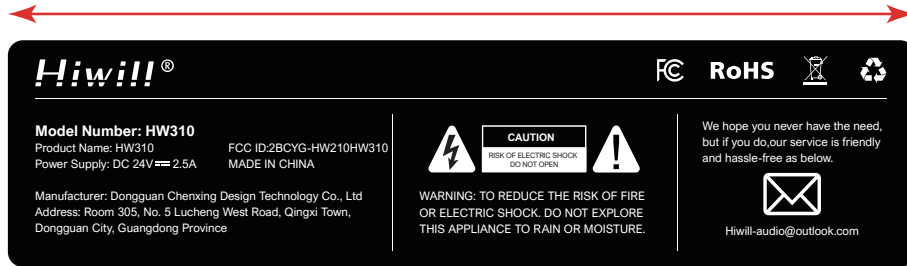 Hiwill®
FC RoHS
Model Number: HW310
Product Name: HW310
FCC ID:2BCYG-HW210HW310
Power Supply: DC 24V⎓2.5A
MADE IN CHINA
Manufacturer: Dongguan Chenxing Design Technology Co., Ltd
Address: Room 305, No. 5 Lucheng West Road, Qingxi Town,
Dongguan City, Guangdong Province
CAUTION
RISK OF ELECTRIC SHOCK
DO NOT OPEN
WARNING: TO REDUCE THE RISK OF FIRE
OR ELECTRIC SHOCK. DO NOT EXPLORE
THIS APPLIANCE TO RAIN OR MOISTURE.
We hope you never have the need,
but if you do,our service is friendly
and hassle-free as below.
Hiwill-audio@outlook.com